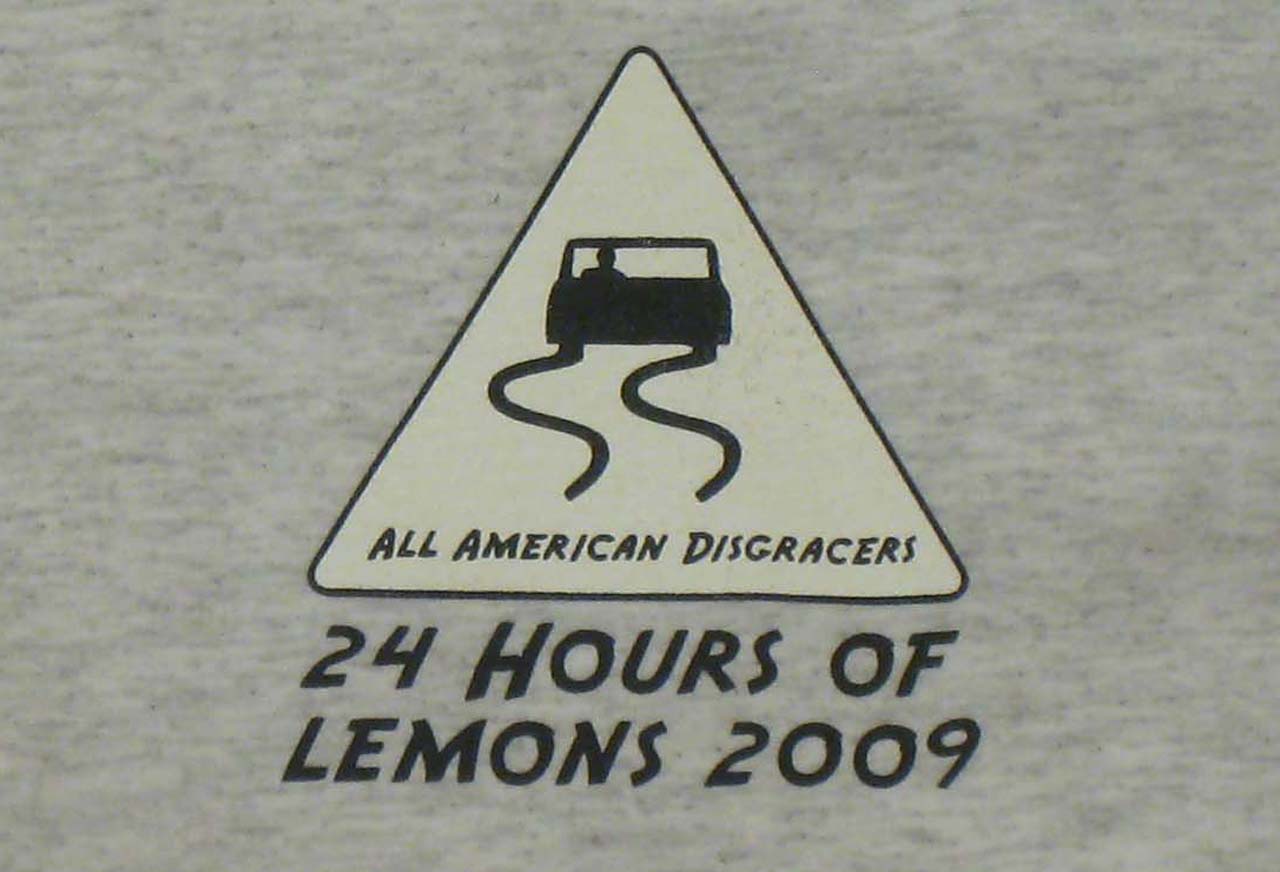 ALL AMERICAN DISGRACERS
24 HOURS OF
LEMONS 2009